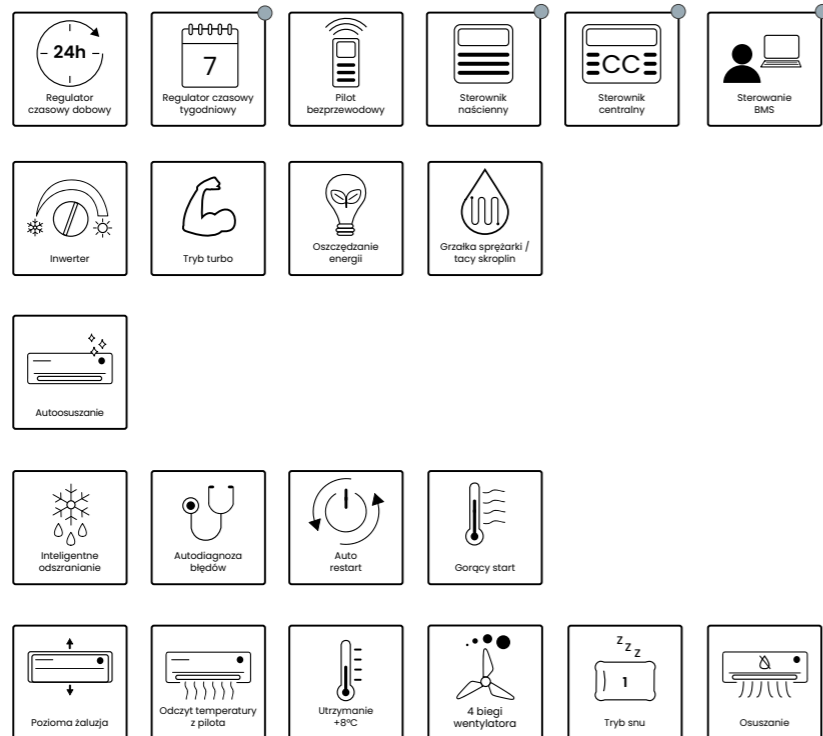 24h
Regulator
czasowy dobowy
7
Regulator czasowy
tygodniowy
Pilot
bezprzewodowy
Sterownik
naścienny
CC
Sterownik
centralny
Sterowanie
BMS
Inwerter
Tryb turbo
Oszczędzanie
energii
Grzałka sprężarki /
tacy skroplin
Autoosuszanie
Inteligentne
odszranianie
Autodiagnoza
błędów
Auto
restart
Gorący start
Pozioma żaluzja
Odczyt temperatury
z pilota
Utrzymanie
+8°C
4 biegi
wentylatora
z z z
1
Tryb snu
Osuszanie